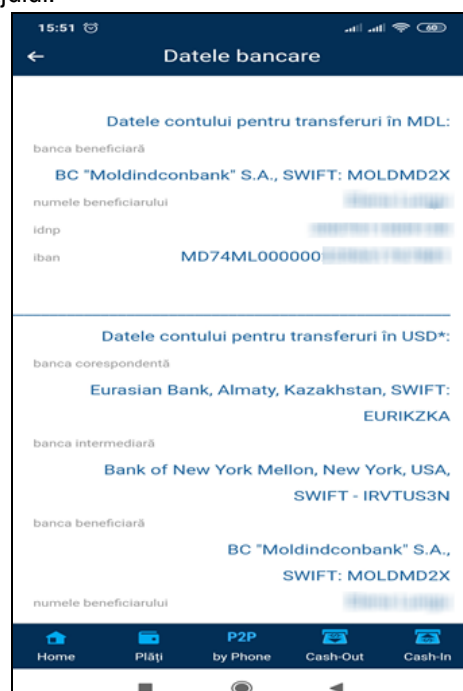 15:51
60
Datele bancare
Datele contului pentru transferuri în MDL:
banca beneficiară
BC "Moldindconbank" S.A., SWIFT: MOLDMD2X
numele beneficiarului
idnp
iban MD74ML000000
Datele contului pentru transferuri în USD*:
banca corespondentă
Eurasian Bank, Almaty, Kazakhstan, SWIFT:
EURIKZKA
banca intermediară
Bank of New York Mellon, New York, USA,
SWIFT - IRVTUS3N
banca beneficiară
BC "Moldindconbank" S.A.,
SWIFT: MOLDMD2X
numele beneficiarului
P2P
Home Plăți by Phone Cash-Out Cash-In